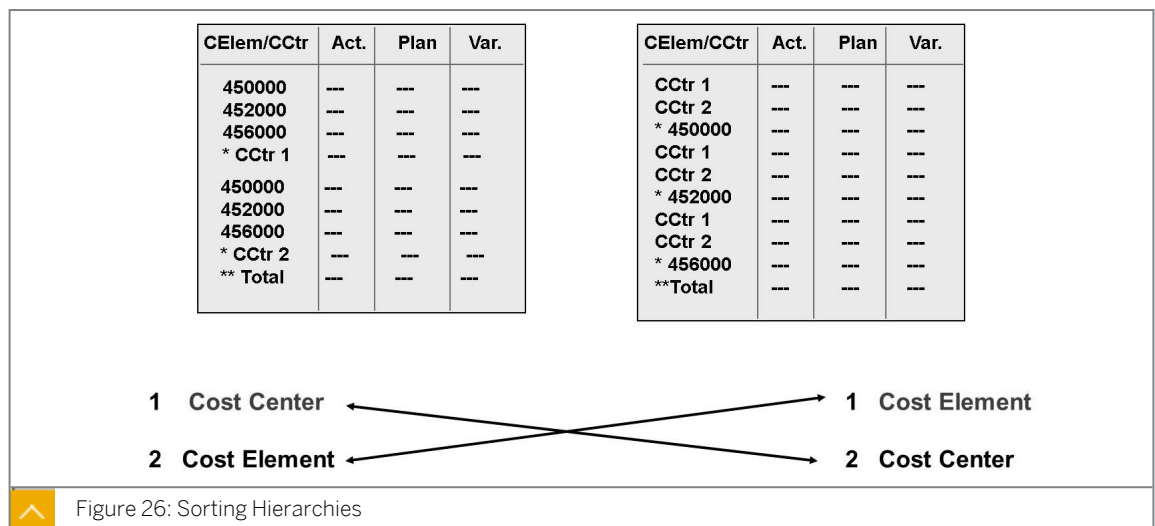 CElem/CCtr Act. Plan Var.
450000 --- --- ---
452000 --- --- ---
456000 --- --- ---
* CCtr 1 --- --- ---
450000 --- --- ---
452000 --- --- ---
456000 --- --- ---
* CCtr 2 --- --- ---
** Total --- --- ---
CElem/CCtr Act. Plan Var.
CCtr 1 --- --- ---
CCtr 2 --- --- ---
* 450000 --- --- ---
CCtr 1 --- --- ---
CCtr 2 --- --- ---
* 452000 --- --- ---
CCtr 1 --- --- ---
CCtr 2 --- --- ---
* 456000 --- --- ---
**Total --- --- ---
1 Cost Center
2 Cost Element
1 Cost Element
2 Cost Center
Figure 26: Sorting Hierarchies